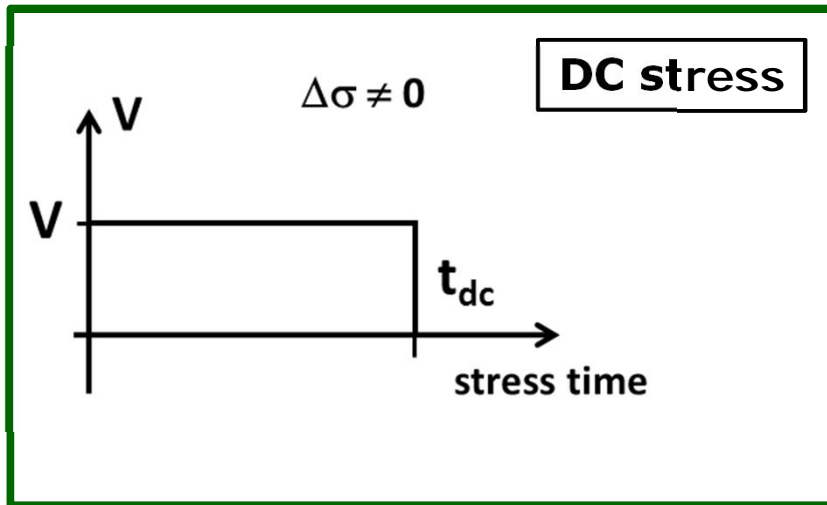 DC stress
Δσ ≠ 0
V
V
t_dc
stress time